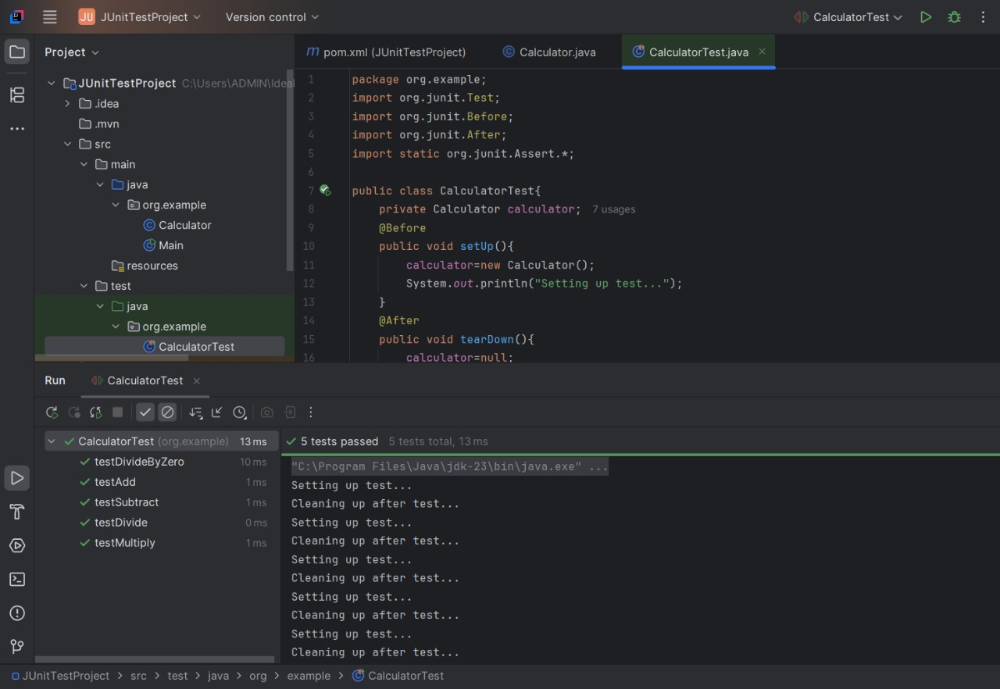 JU JUnitTestProject Version control CalculatorTest
Project
JUnitTestProject C:\Users\ADMIN\Idea
.idea
.mvn
src
main
java
org.example
Calculator
Main
resources
test
java
org.example
CalculatorTest
m pom.xml (JUnitTestProject) Calculator.java CalculatorTest.java
1 package org.example;
2 import org.junit.Test;
3 import org.junit.Before;
4 import org.junit.After;
5 import static org.junit.Assert.*;
6
7 public class CalculatorTest{
8 private Calculator calculator; 7 usages
9 @Before
10 public void setUp(){
11 calculator=new Calculator();
12 System.out.println("Setting up test...");
13 }
14 @After
15 public void tearDown(){
16 calculator=null;
Run CalculatorTest
CalculatorTest (org.example) 13 ms
testDivideByZero 10 ms
testAdd 1 ms
testSubtract 1 ms
testDivide 0 ms
testMultiply 1 ms
5 tests passed 5 tests total, 13 ms
"C:\Program Files\Java\jdk-23\bin\java.exe" ...
Setting up test...
Cleaning up after test...
Setting up test...
Cleaning up after test...
Setting up test...
Cleaning up after test...
Setting up test...
Cleaning up after test...
Setting up test...
Cleaning up after test...
JUnitTestProject > src > test > java > org > example > CalculatorTest